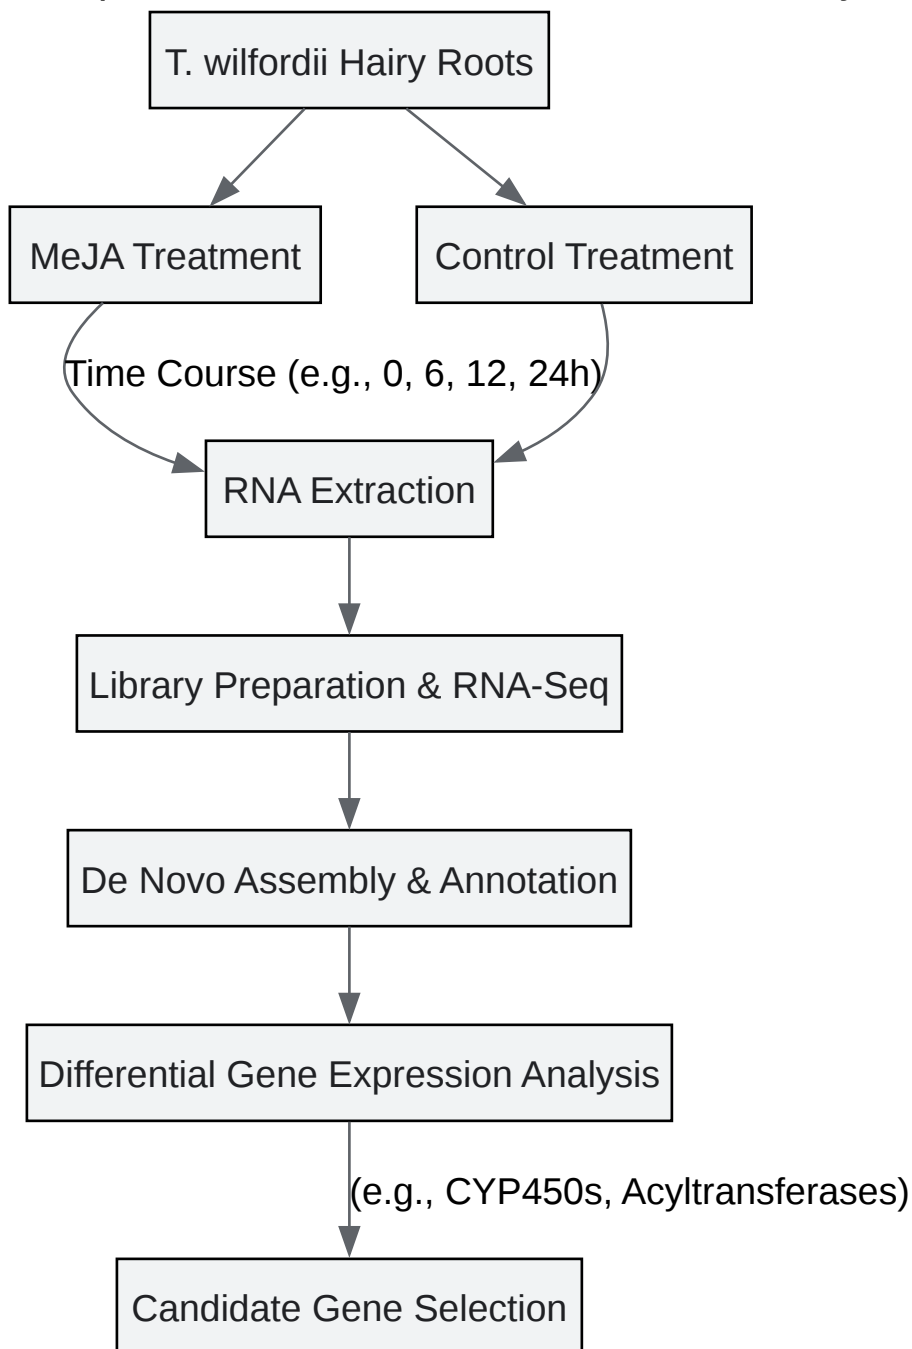 T. wilfordii Hairy Roots
MeJA Treatment
Control Treatment
Time Course (e.g., 0, 6, 12, 24h)
RNA Extraction
Library Preparation & RNA-Seq
De Novo Assembly & Annotation
Differential Gene Expression Analysis
(e.g., CYP450s, Acyltransferases)
Candidate Gene Selection